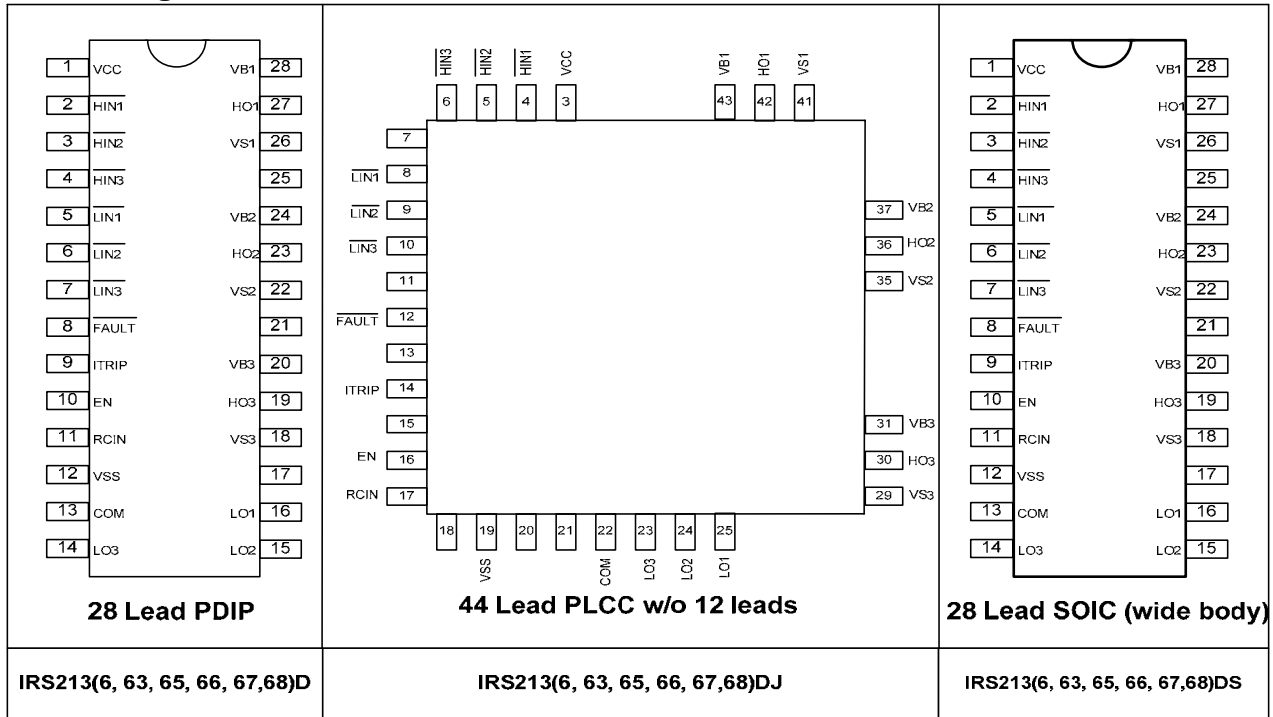 1 VCC VB1 28
2 HIN1 HO1 27
3 HIN2 VS1 26
4 HIN3 25
5 LIN1 VB2 24
6 LIN2 HO2 23
7 LIN3 VS2 22
8 FAULT 21
9 ITRIP VB3 20
10 EN HO3 19
11 RCIN VS3 18
12 VSS 17
13 COM LO1 16
14 LO3 LO2 15
28 Lead PDIP
IRS213(6, 63, 65, 66, 67,68)D
HIN3 HIN2 HIN1 VCC VB1 HO1 VS1
6 5 4 3 43 42 41
7
LIN1 8
LIN2 9 37 VB2
LIN3 10 36 HO2
11 35 VS2
FAULT 12
13
ITRIP 14
15 31 VB3
EN 16 30 HO3
RCIN 17 29 VS3
18 19 20 21 22 23 24 25
VSS COM LO3 LO2 LO1
44 Lead PLCC w/o 12 leads
IRS213(6, 63, 65, 66, 67,68)DJ
1 VCC VB1 28
2 HIN1 HO1 27
3 HIN2 VS1 26
4 HIN3 25
5 LIN1 VB2 24
6 LIN2 HO2 23
7 LIN3 VS2 22
8 FAULT 21
9 ITRIP VB3 20
10 EN HO3 19
11 RCIN VS3 18
12 VSS 17
13 COM LO1 16
14 LO3 LO2 15
28 Lead SOIC (wide body)
IRS213(6, 63, 65, 66, 67,68)DS